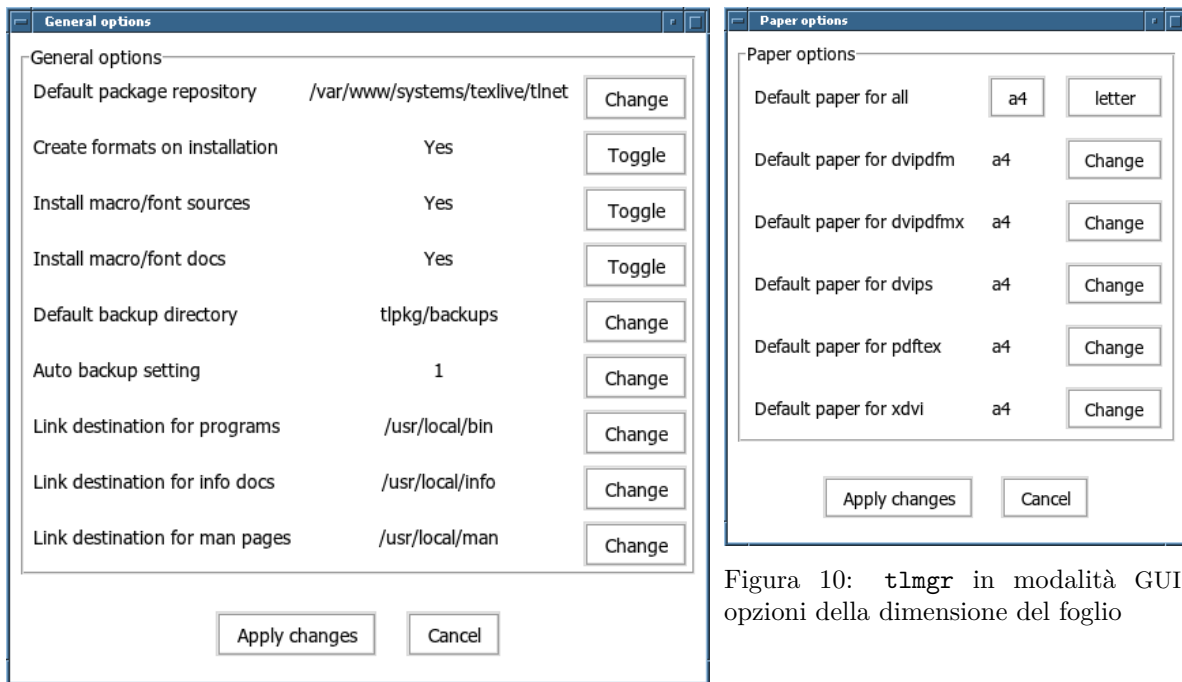 General options
General options
Default package repository /var/www/systems/texlive/tlnet Change
Create formats on installation Yes Toggle
Install macro/font sources Yes Toggle
Install macro/font docs Yes Toggle
Default backup directory tlpkg/backups Change
Auto backup setting 1 Change
Link destination for programs /usr/local/bin Change
Link destination for info docs /usr/local/info Change
Link destination for man pages /usr/local/man Change
Apply changes Cancel
Paper options
Paper options
Default paper for all a4 letter
Default paper for dvipdfm a4 Change
Default paper for dvipdfmx a4 Change
Default paper for dvips a4 Change
Default paper for pdftex a4 Change
Default paper for xdvi a4 Change
Apply changes Cancel
Figura 10: tlmgr in modalità GUI
opzioni della dimensione del foglio